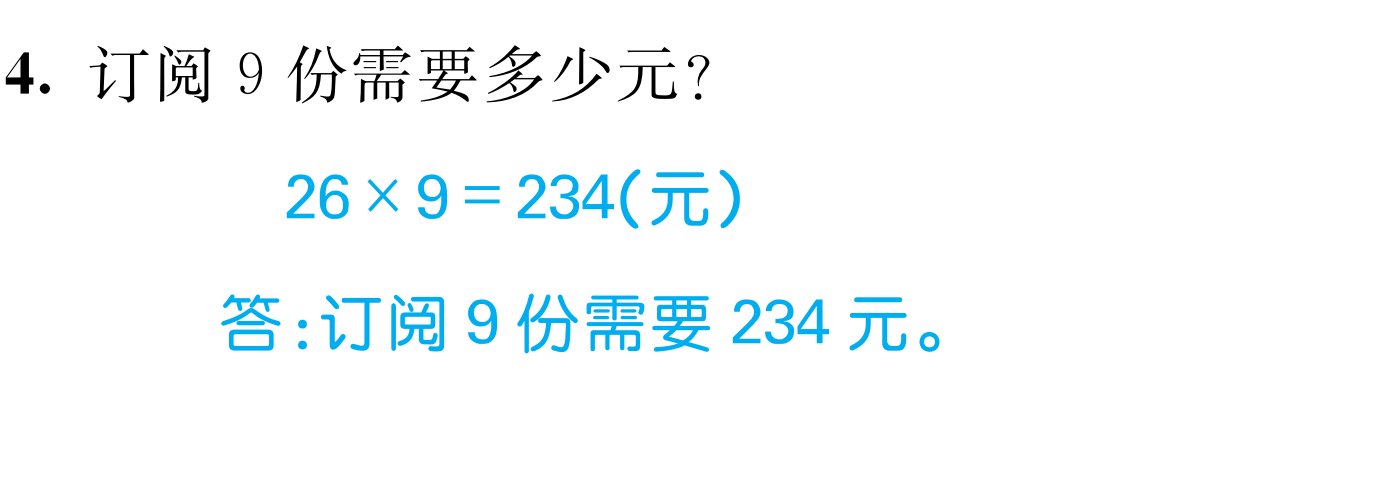 4. 订阅 9 份需要多少元?
26×9=234(元)
答:订阅 9 份需要 234 元。